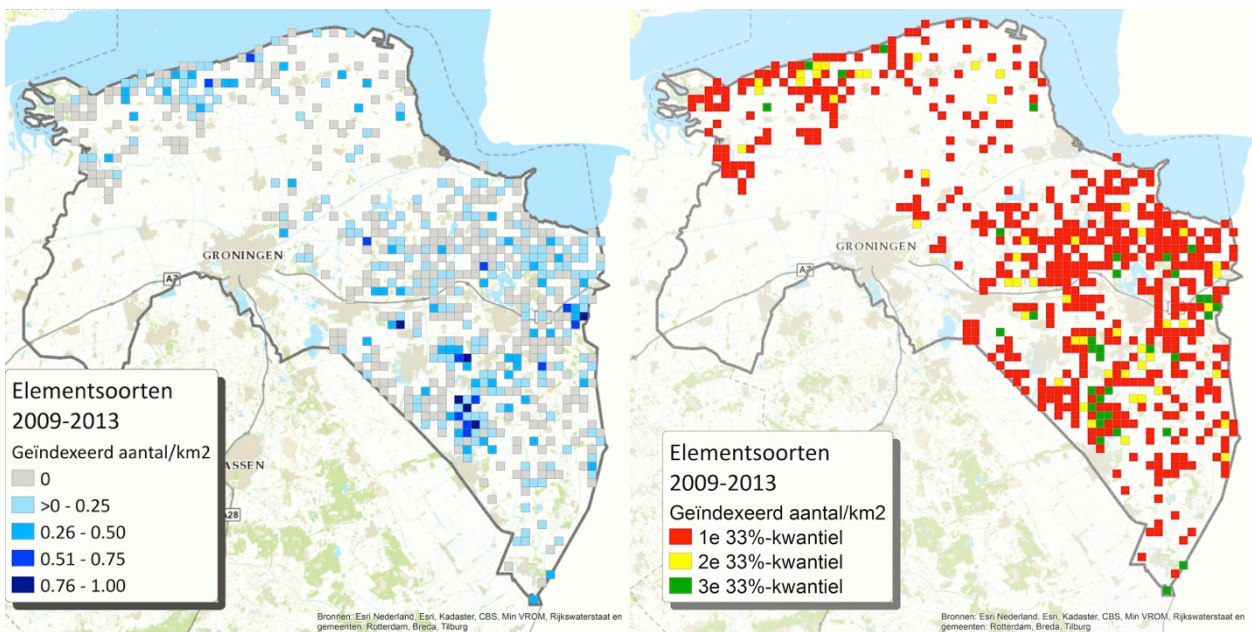 GRONINGEN
A7
ASSEN
A28
Elementsoorten
2009-2013
Geïndexeerd aantal/km2
0
>0 - 0.25
0.26 - 0.50
0.51 - 0.75
0.76 - 1.00
Bronnen: Esri Nederland, Esri, Kadaster, CBS, Min VROM, Rijkswaterstaat en
gemeenten: Rotterdam, Breda, Tilburg
GRONINGEN
A7
Elementsoorten
2009-2013
Geïndexeerd aantal/km2
1e 33%-kwantiel
2e 33%-kwantiel
3e 33%-kwantiel
Bronnen: Esri Nederland, Esri, Kadaster, CBS, Min VROM, Rijkswaterstaat en
gemeenten: Rotterdam, Breda, Tilburg